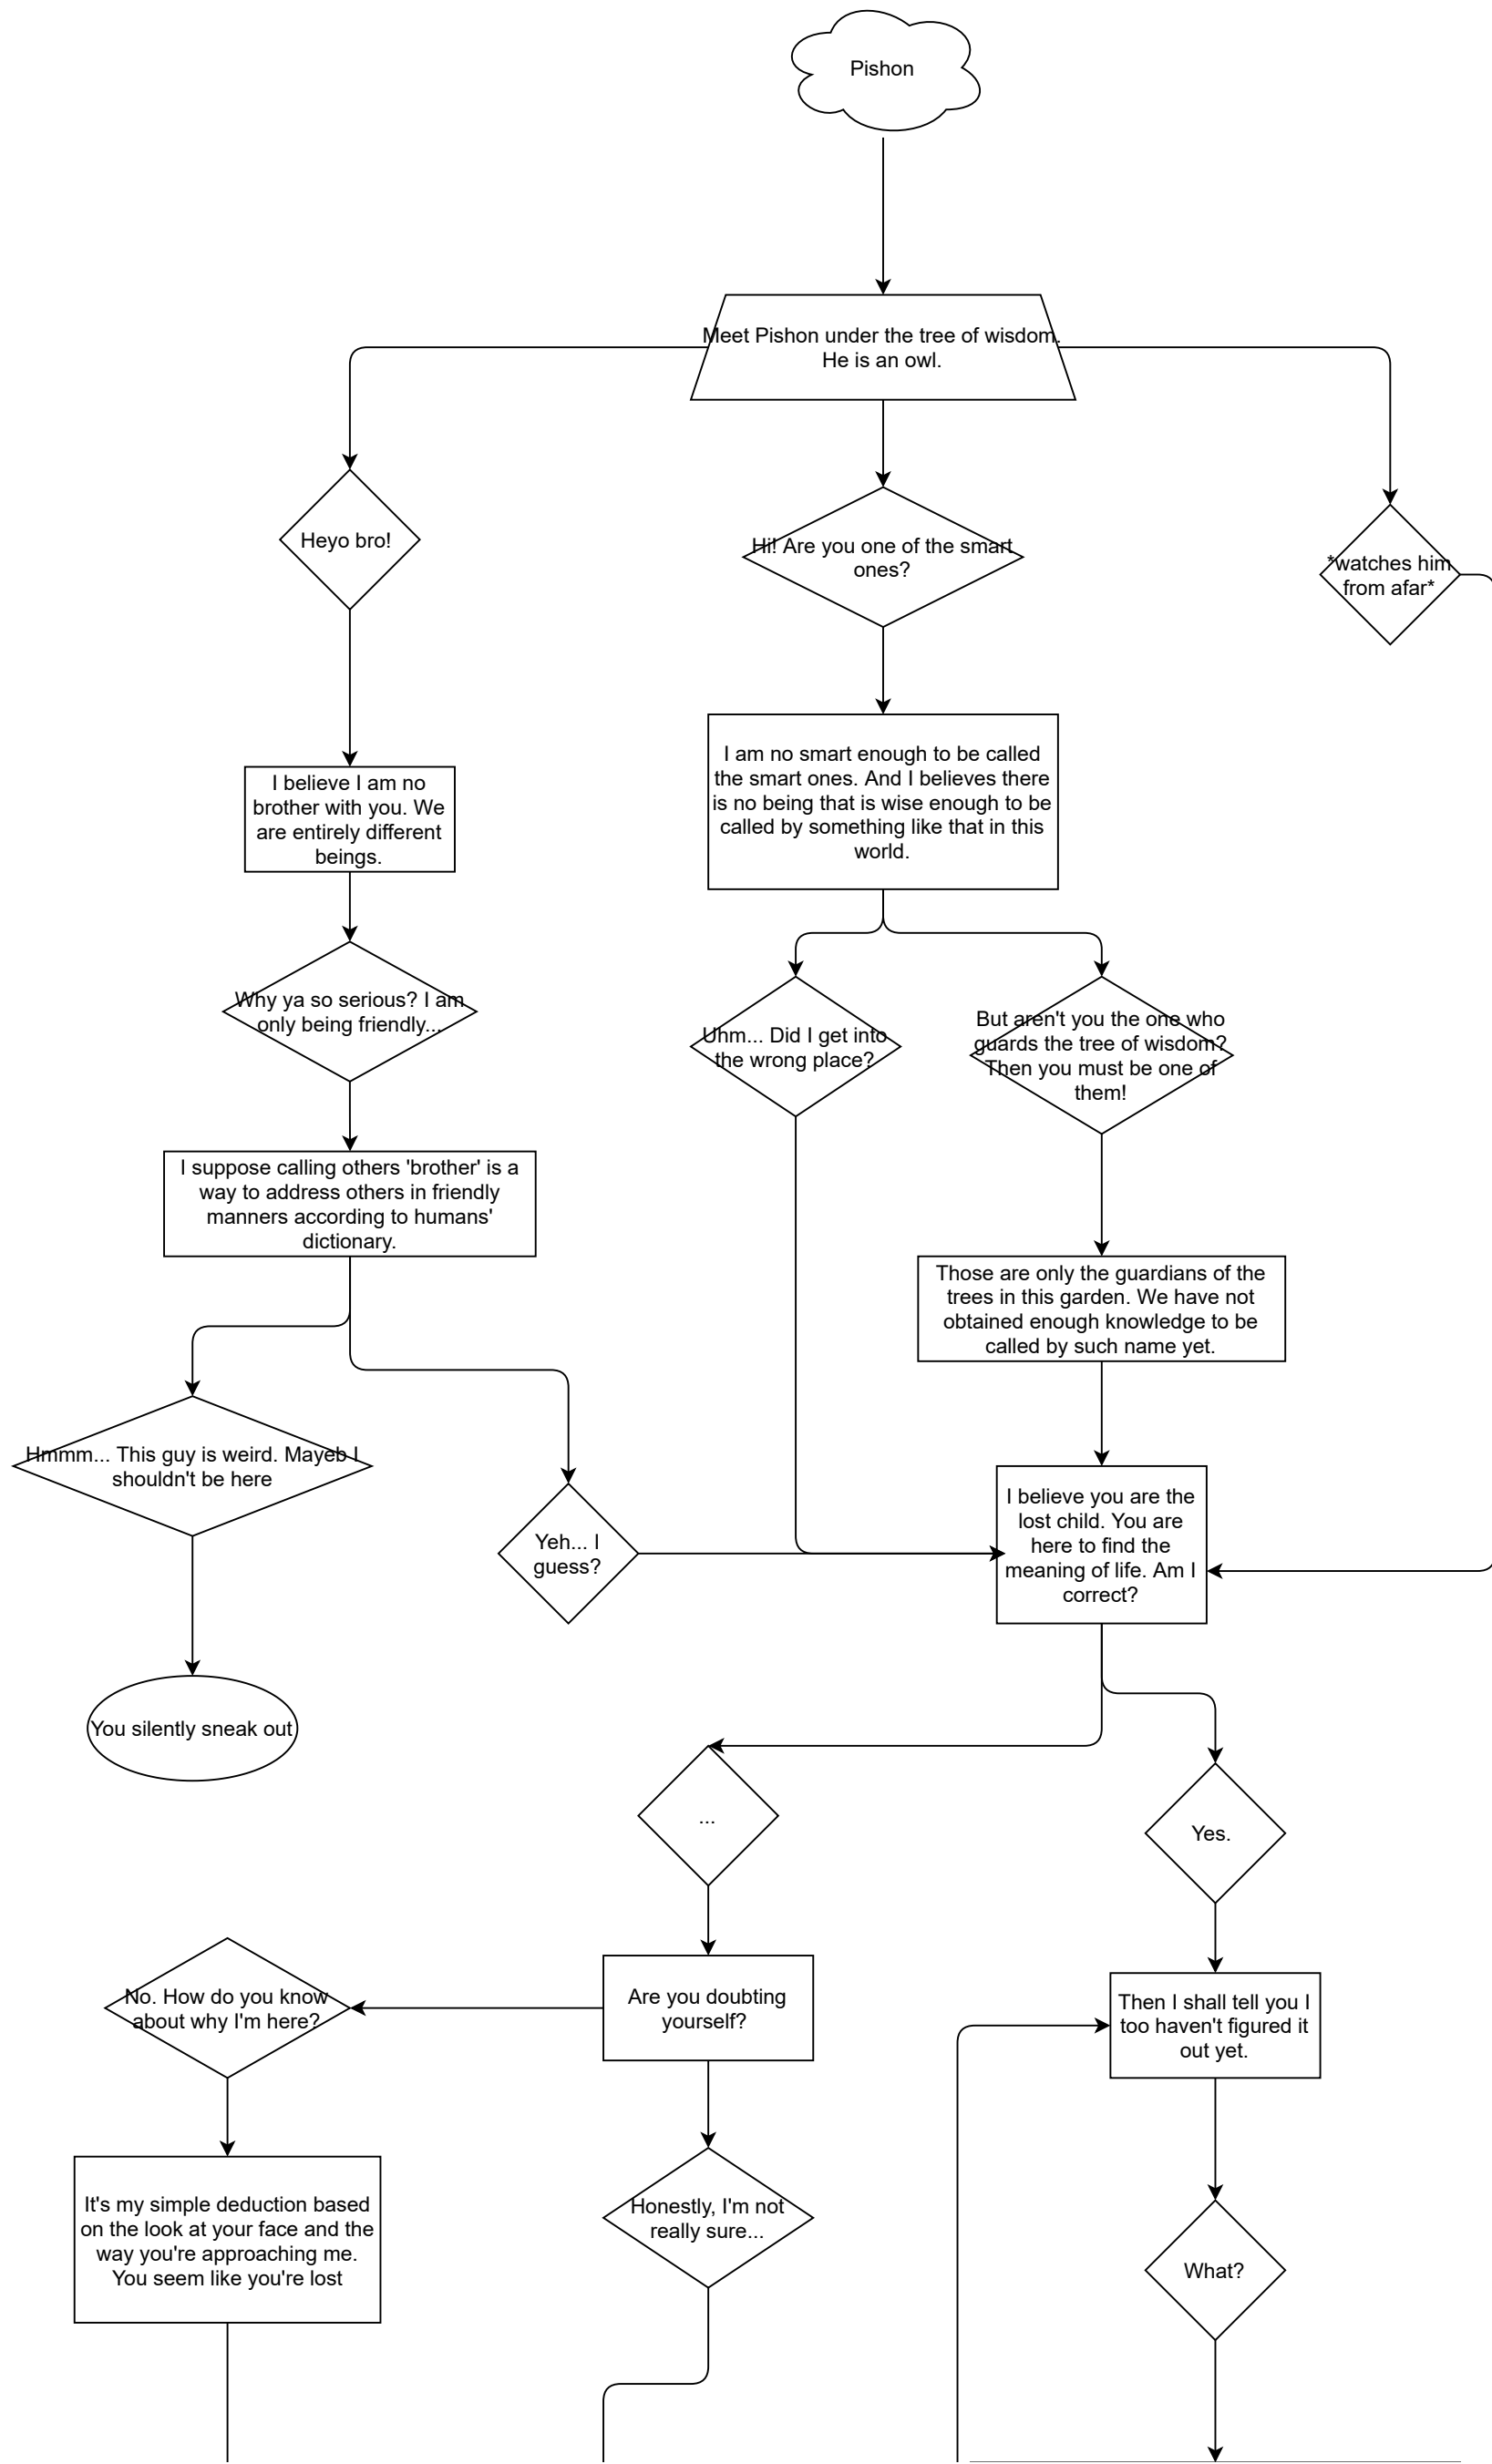 Pishon
Meet Pishon under the tree of wisdom.
He is an owl.
Heyo bro!
Hi! Are you one of the smart
ones?
*watches him
from afar*
I believe I am no
brother with you. We
are entirely different
beings.
I am no smart enough to be called
the smart ones. And I believes there
is no being that is wise enough to be
called by something like that in this
world.
Why ya so serious? I am
only being friendly...
Uhm... Did I get into
the wrong place?
But aren't you the one who
guards the tree of wisdom?
Then you must be one of
them!
I suppose calling others 'brother' is a
way to address others in friendly
manners according to humans'
dictionary.
Those are only the guardians of the
trees in this garden. We have not
obtained enough knowledge to be
called by such name yet.
Hmmm... This guy is weird. Mayeb I
shouldn't be here
Yeh... I
guess?
I believe you are the
lost child. You are
here to find the
meaning of life. Am I
correct?
You silently sneak out
...
Yes.
No. How do you know
about why I'm here?
Are you doubting
yourself?
Then I shall tell you I
too haven't figured it
out yet.
It's my simple deduction based
on the look at your face and the
way you're approaching me.
You seem like you're lost
Honestly, I'm not
really sure...
What?